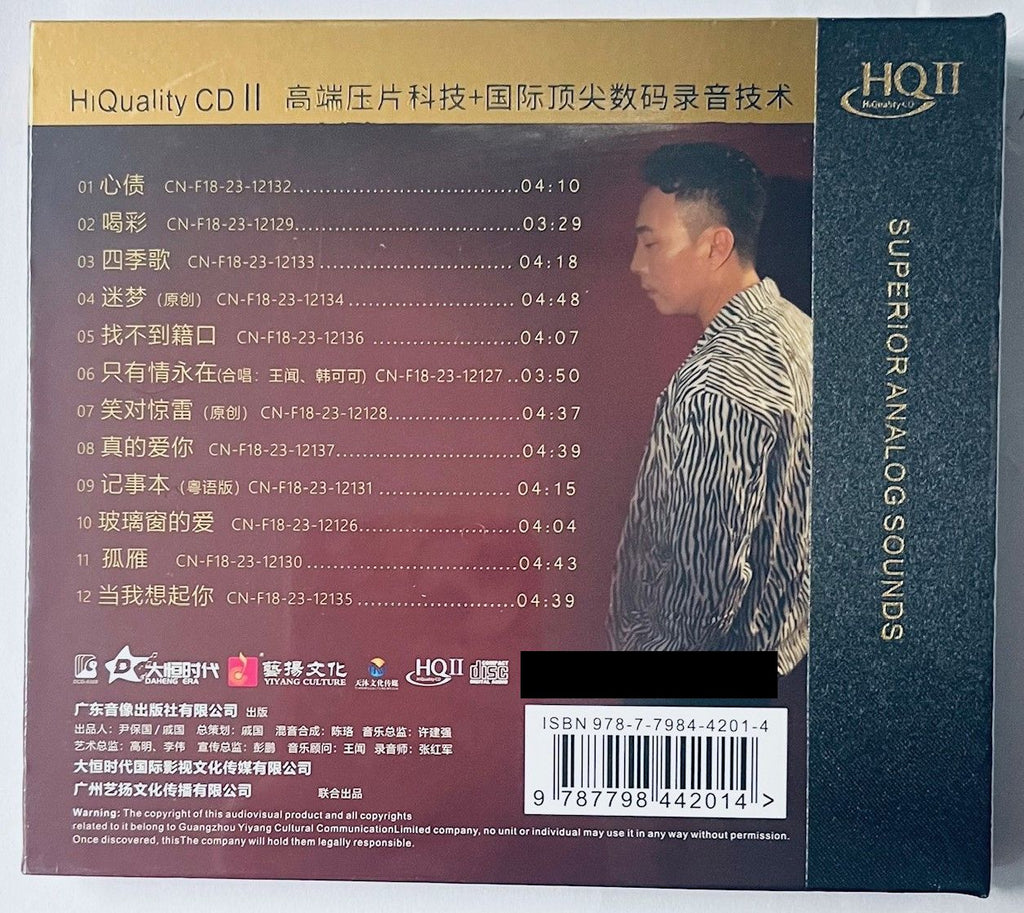 HiQuality CD II 高端压片科技+国际顶尖数码录音技术
HQII
HiQuality CD
SUPERIOR ANALOG SOUNDS
01 心债 CN-F18-23-12132..............................04:10
02 喝彩 CN-F18-23-12129..............................03:29
03 四季歌 CN-F18-23-12133..........................04:18
04 迷梦（原创） CN-F18-23-12134......................04:48
05 找不到籍口 CN-F18-23-12136....................04:07
06 只有情永在(合唱：王闻、韩可可) CN-F18-23-12127..03:50
07 笑对惊雷（原创） CN-F18-23-12128.................04:37
08 真的爱你 CN-F18-23-12137........................04:39
09 记事本（粤语版）CN-F18-23-12131..................04:15
10 玻璃窗的爱 CN-F18-23-12126.....................04:04
11 孤雁 CN-F18-23-12130............................04:43
12 当我想起你 CN-F18-23-12135.....................04:39
大恒时代
DAHENG ERA
藝揚文化
YIYANG CULTURE
天沐文化传媒
HQII
HiQuality CD
COMPACT
disc
DIGITAL AUDIO
广东音像出版社有限公司 出版
出品人：尹保国/戚国 总策划：戚国 混音合成：陈珞 音乐总监：许建强
艺术总监：高明、李伟 宣传总监：彭鹏 音乐顾问：王闻 录音师：张红军
大恒时代国际影视文化传媒有限公司
广州艺扬文化传播有限公司 联合出品
Warning: The copyright of this audiovisual product and all copyrights
related to it belong to Guangzhou Yiyang Cultural CommunicationLimited company, no unit or individual may use it in any way without permission.
Once discovered, thisThe company will hold them legally responsible.
ISBN 978-7-7984-4201-4
9 787798 442014 >